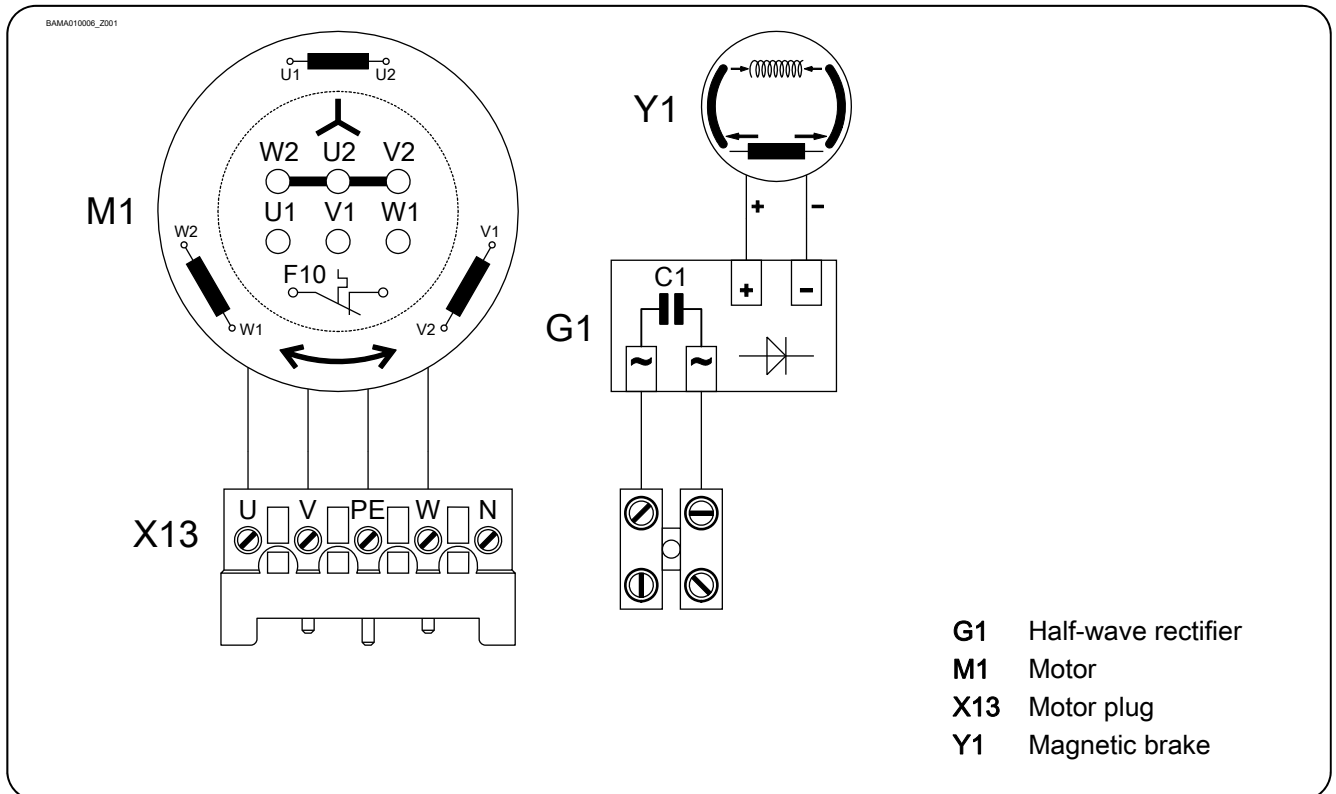 BAMA010006_Z001
U1 U2
W2 U2 V2
M1
U1 V1 W1
W2
V1
F10
W1
V2
Y1
+ -
C1
+ -
G1
~ ~
X13
U V PE W N
G1 Half-wave rectifier
M1 Motor
X13 Motor plug
Y1 Magnetic brake